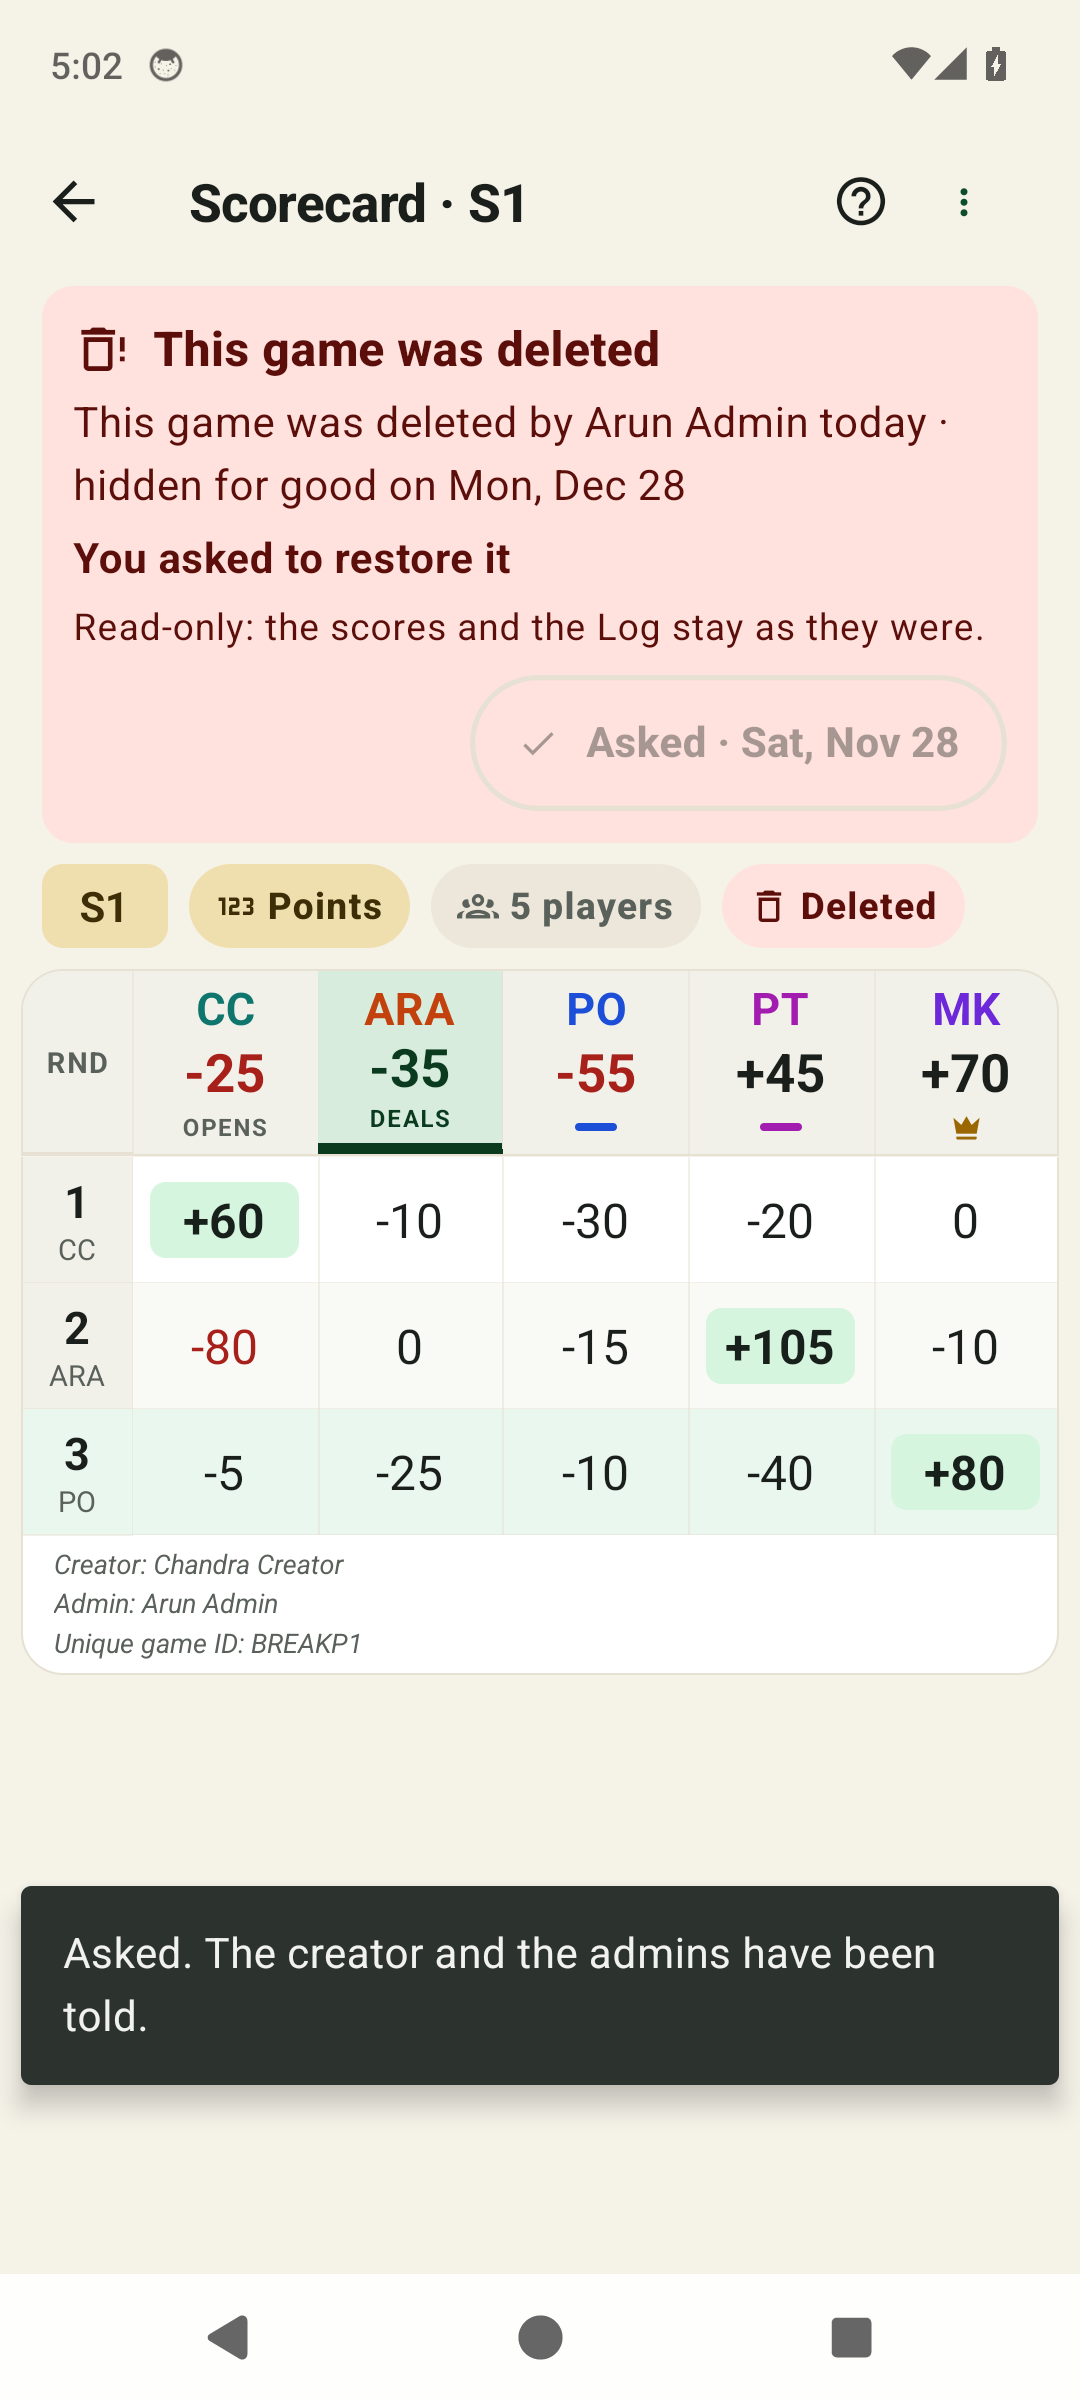 5:02
Scorecard · S1
This game was deleted
This game was deleted by Arun Admin today ·
hidden for good on Mon, Dec 28
You asked to restore it
Read-only: the scores and the Log stay as they were.
Asked · Sat, Nov 28
S1
123 Points
5 players
Deleted
RND CC ARA PO PT MK
-25 -35 -55 +45 +70
OPENS DEALS
1 +60 -10 -30 -20 0
CC
2 -80 0 -15 +105 -10
ARA
3 -5 -25 -10 -40 +80
PO
Creator: Chandra Creator
Admin: Arun Admin
Unique game ID: BREAKP1
Asked. The creator and the admins have been
told.